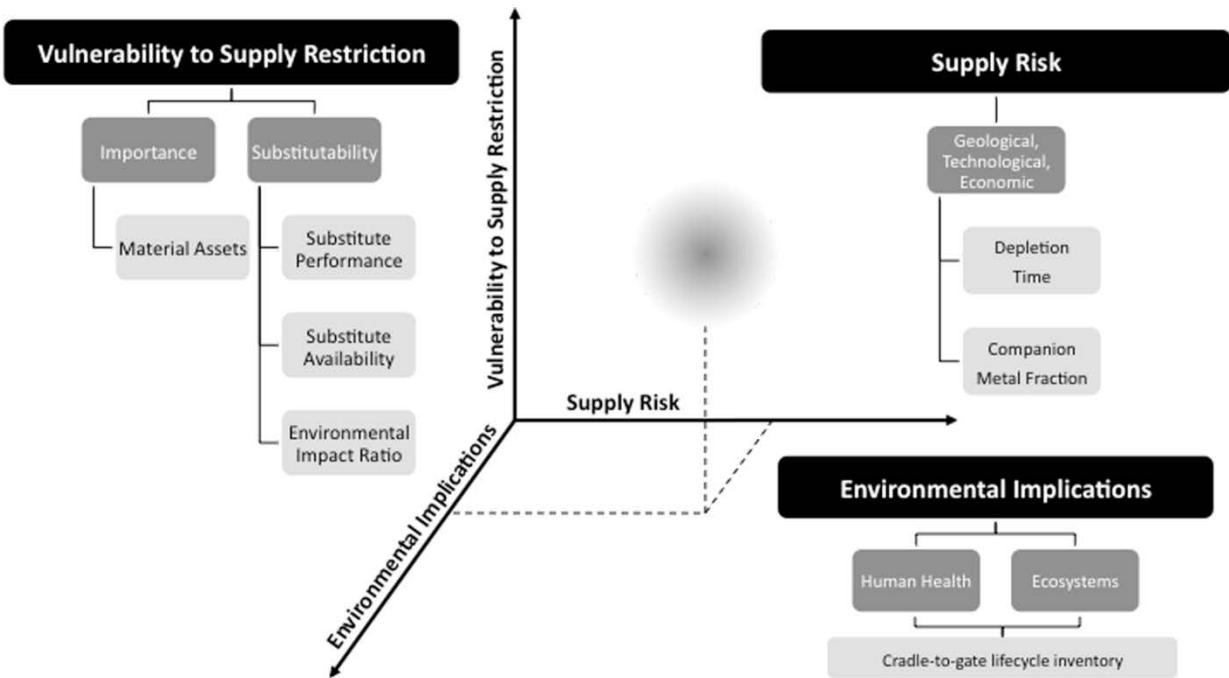 Vulnerability to Supply Restriction
Importance
Substitutability
Material Assets
Substitute
Performance
Substitute
Availability
Environmental
Impact Ratio
Vulnerability to Supply Restriction
Supply Risk
Environmental Implications
Supply Risk
Geological,
Technological,
Economic
Depletion
Time
Companion
Metal Fraction
Environmental Implications
Human Health
Ecosystems
Cradle-to-gate lifecycle inventory